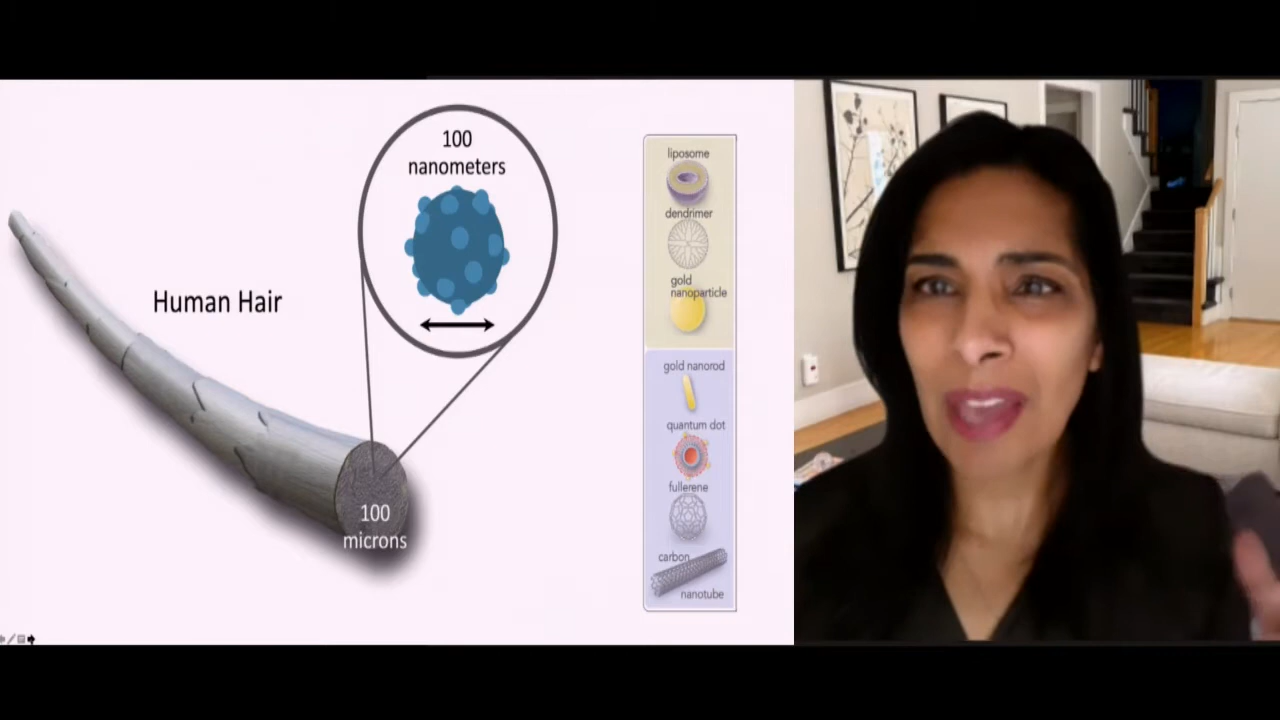 100
nanometers
Human Hair
100
microns
liposome
dendrimer
gold
nanoparticle
gold nanorod
quantum dot
fullerene
carbon
nanotube